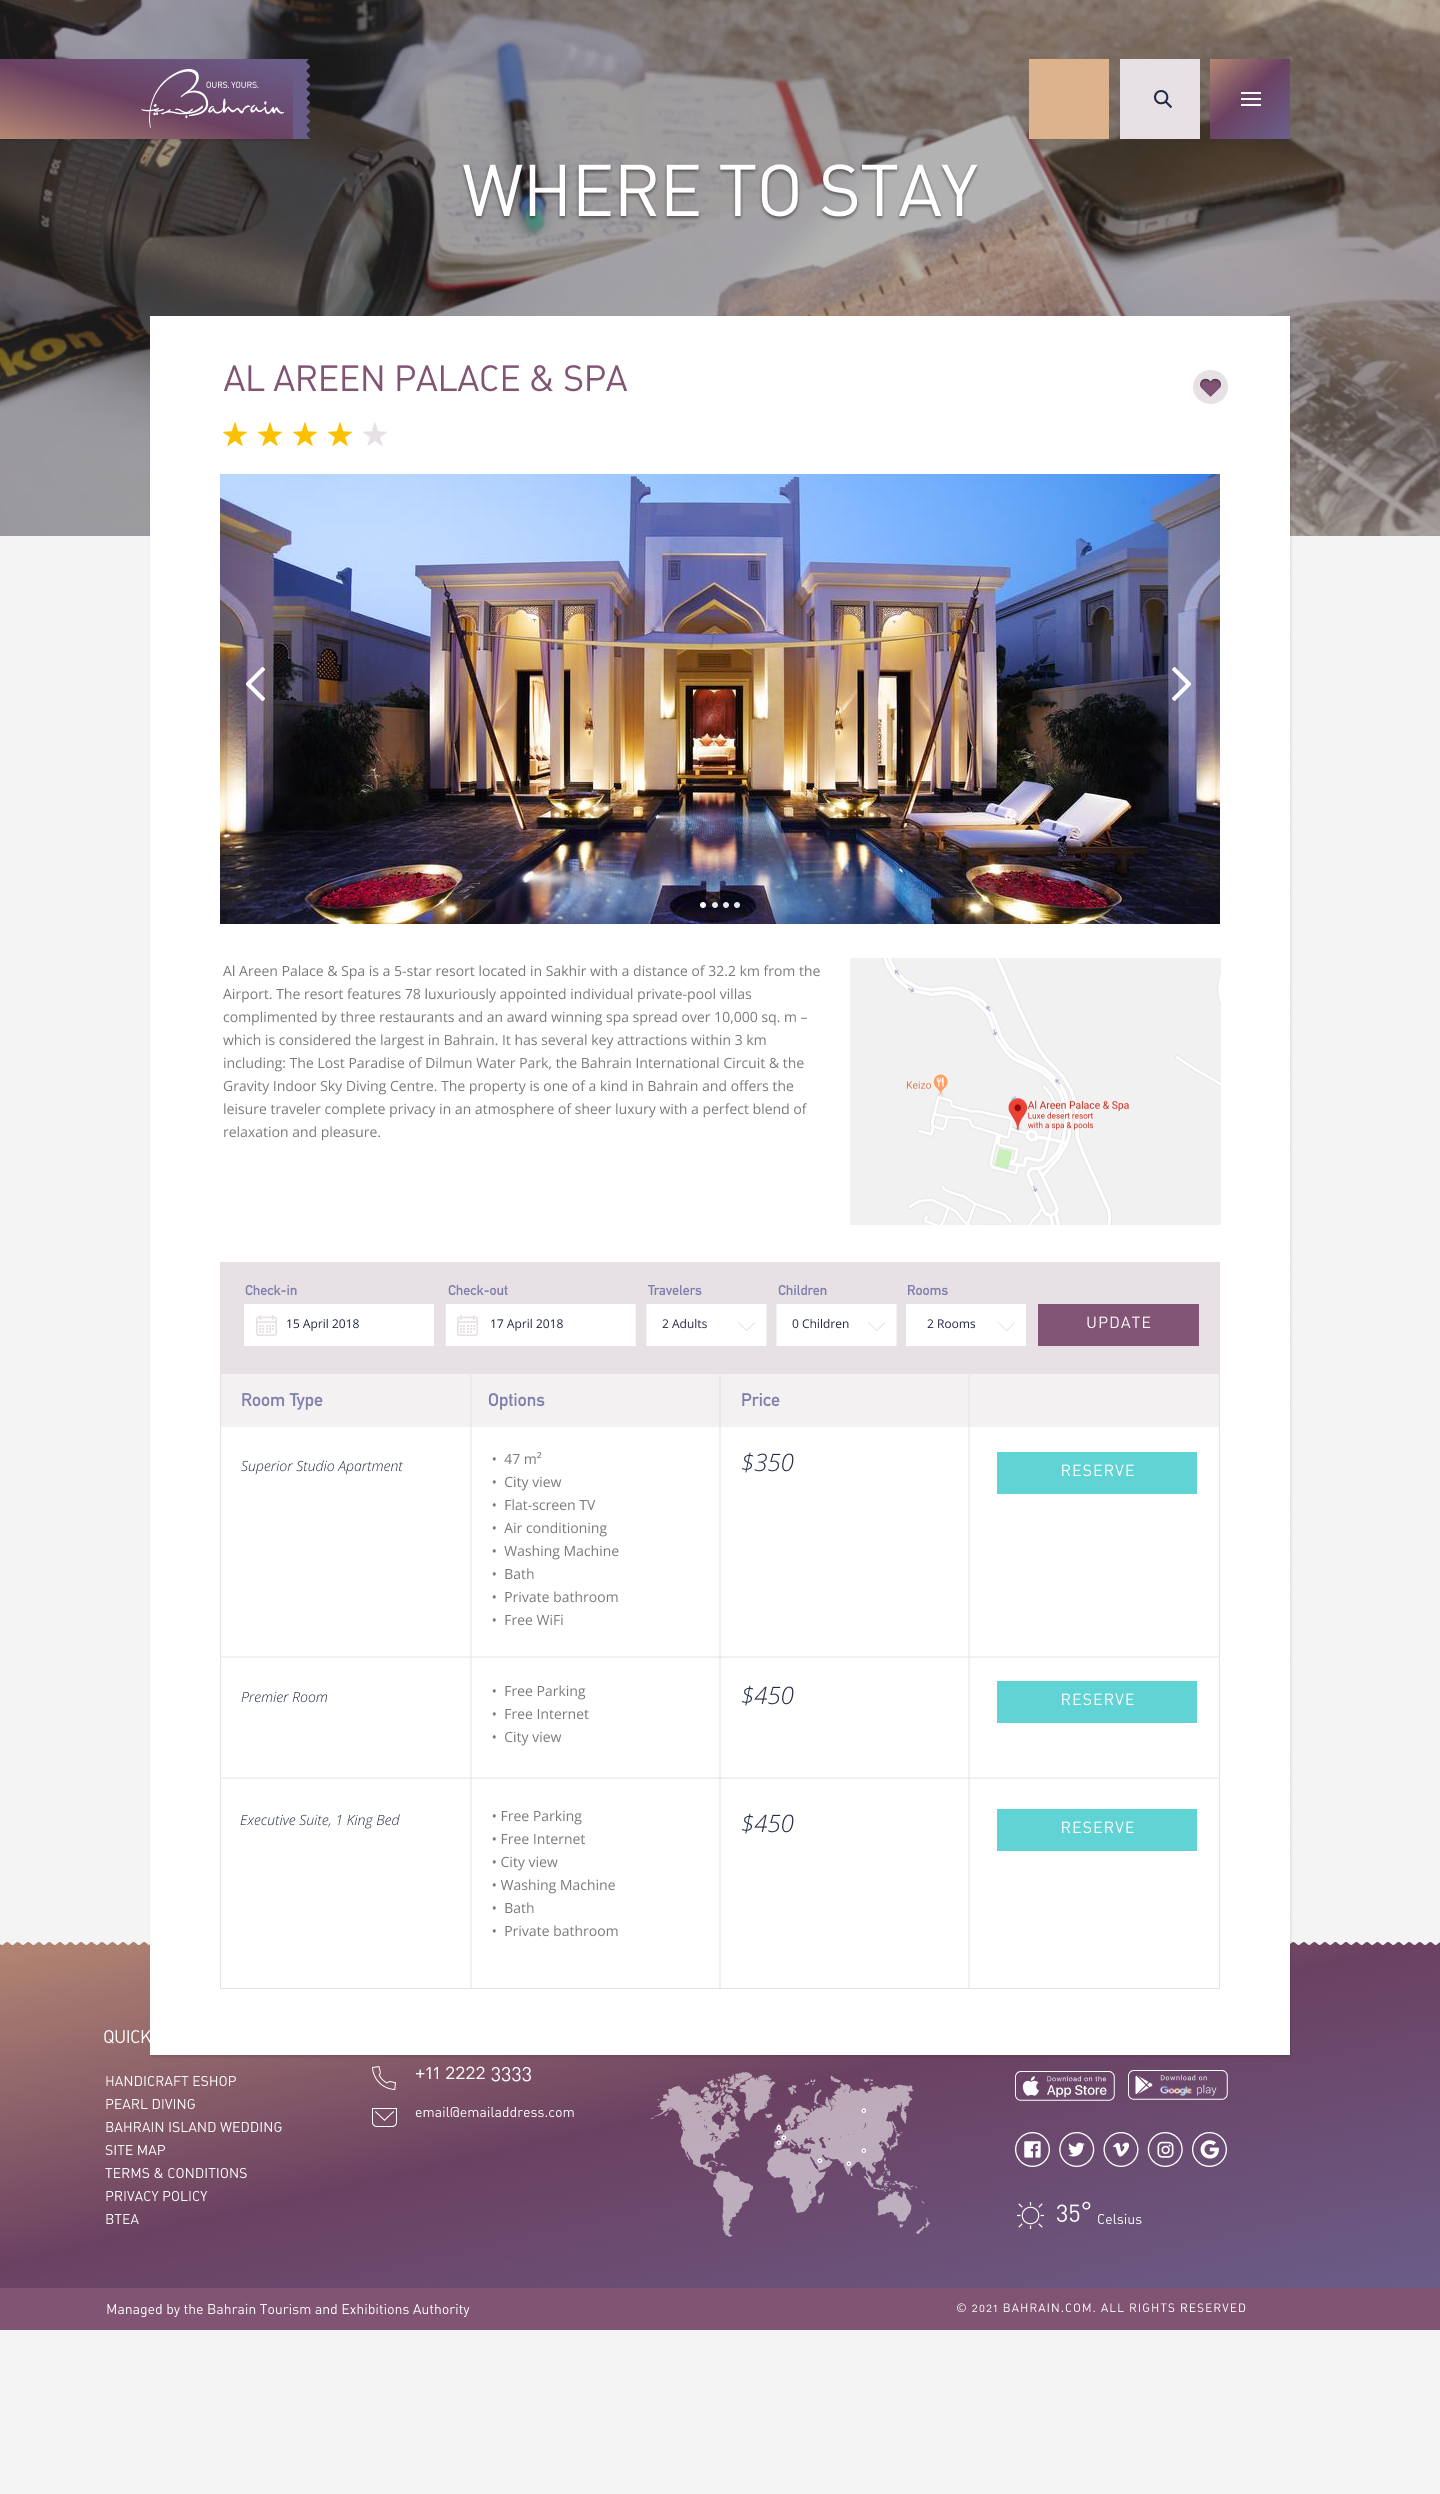 OURS. YOURS.
Bahrain
WHERE TO STAY
AL AREEN PALACE & SPA
Al Areen Palace & Spa is a 5-star resort located in Sakhir with a distance of 32.2 km from the
Airport. The resort features 78 luxuriously appointed individual private-pool villas
complimented by three restaurants and an award winning spa spread over 10,000 sq. m –
which is considered the largest in Bahrain. It has several key attractions within 3 km
including: The Lost Paradise of Dilmun Water Park, the Bahrain International Circuit & the
Gravity Indoor Sky Diving Centre. The property is one of a kind in Bahrain and offers the
leisure traveler complete privacy in an atmosphere of sheer luxury with a perfect blend of
relaxation and pleasure.
Keizo
Al Areen Palace & Spa
Luxe desert resort
with a spa & pools
Check-in Check-out Travelers Children Rooms
15 April 2018 17 April 2018 2 Adults 0 Children 2 Rooms UPDATE
Room Type Options Price
Superior Studio Apartment
• 47 m²
• City view
• Flat-screen TV
• Air conditioning
• Washing Machine
• Bath
• Private bathroom
• Free WiFi
$350
RESERVE
Premier Room
• Free Parking
• Free Internet
• City view
$450
RESERVE
Executive Suite, 1 King Bed
• Free Parking
• Free Internet
• City view
• Washing Machine
• Bath
• Private bathroom
$450
RESERVE
QUICK
HANDICRAFT ESHOP
PEARL DIVING
BAHRAIN ISLAND WEDDING
SITE MAP
TERMS & CONDITIONS
PRIVACY POLICY
BTEA
+11 2222 3333
email@emailaddress.com
Download on the
App Store
Download on
Google play
35° Celsius
Managed by the Bahrain Tourism and Exhibitions Authority
© 2021 BAHRAIN.COM. ALL RIGHTS RESERVED